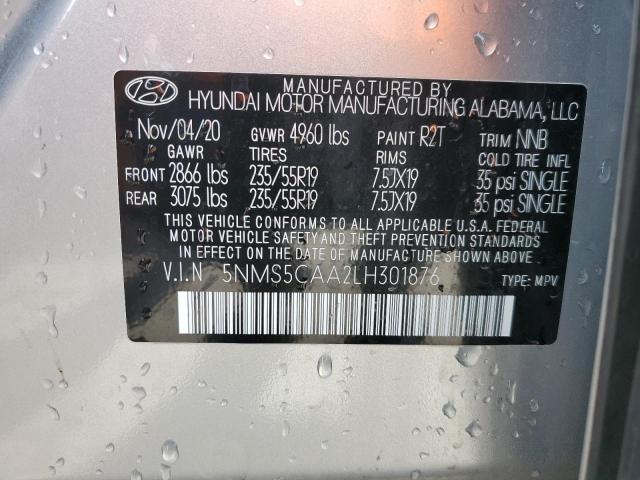 MANUFACTURED BY
HYUNDAI MOTOR MANUFACTURING ALABAMA, LLC
Nov/04/20 GVWR 4960 lbs PAINT R2T TRIM NNB
GAWR TIRES RIMS COLD TIRE INFL
FRONT 2866 lbs 235/55R19 7.5JX19 35 psi SINGLE
REAR 3075 lbs 235/55R19 7.5JX19 35 psi SINGLE
THIS VEHICLE CONFORMS TO ALL APPLICABLE U.S.A. FEDERAL
MOTOR VEHICLE SAFETY AND THEFT PREVENTION STANDARDS
IN EFFECT ON THE DATE OF MANUFACTURE SHOWN ABOVE.
V.I.N 5NMS5CAA2LH301876 TYPE: MPV